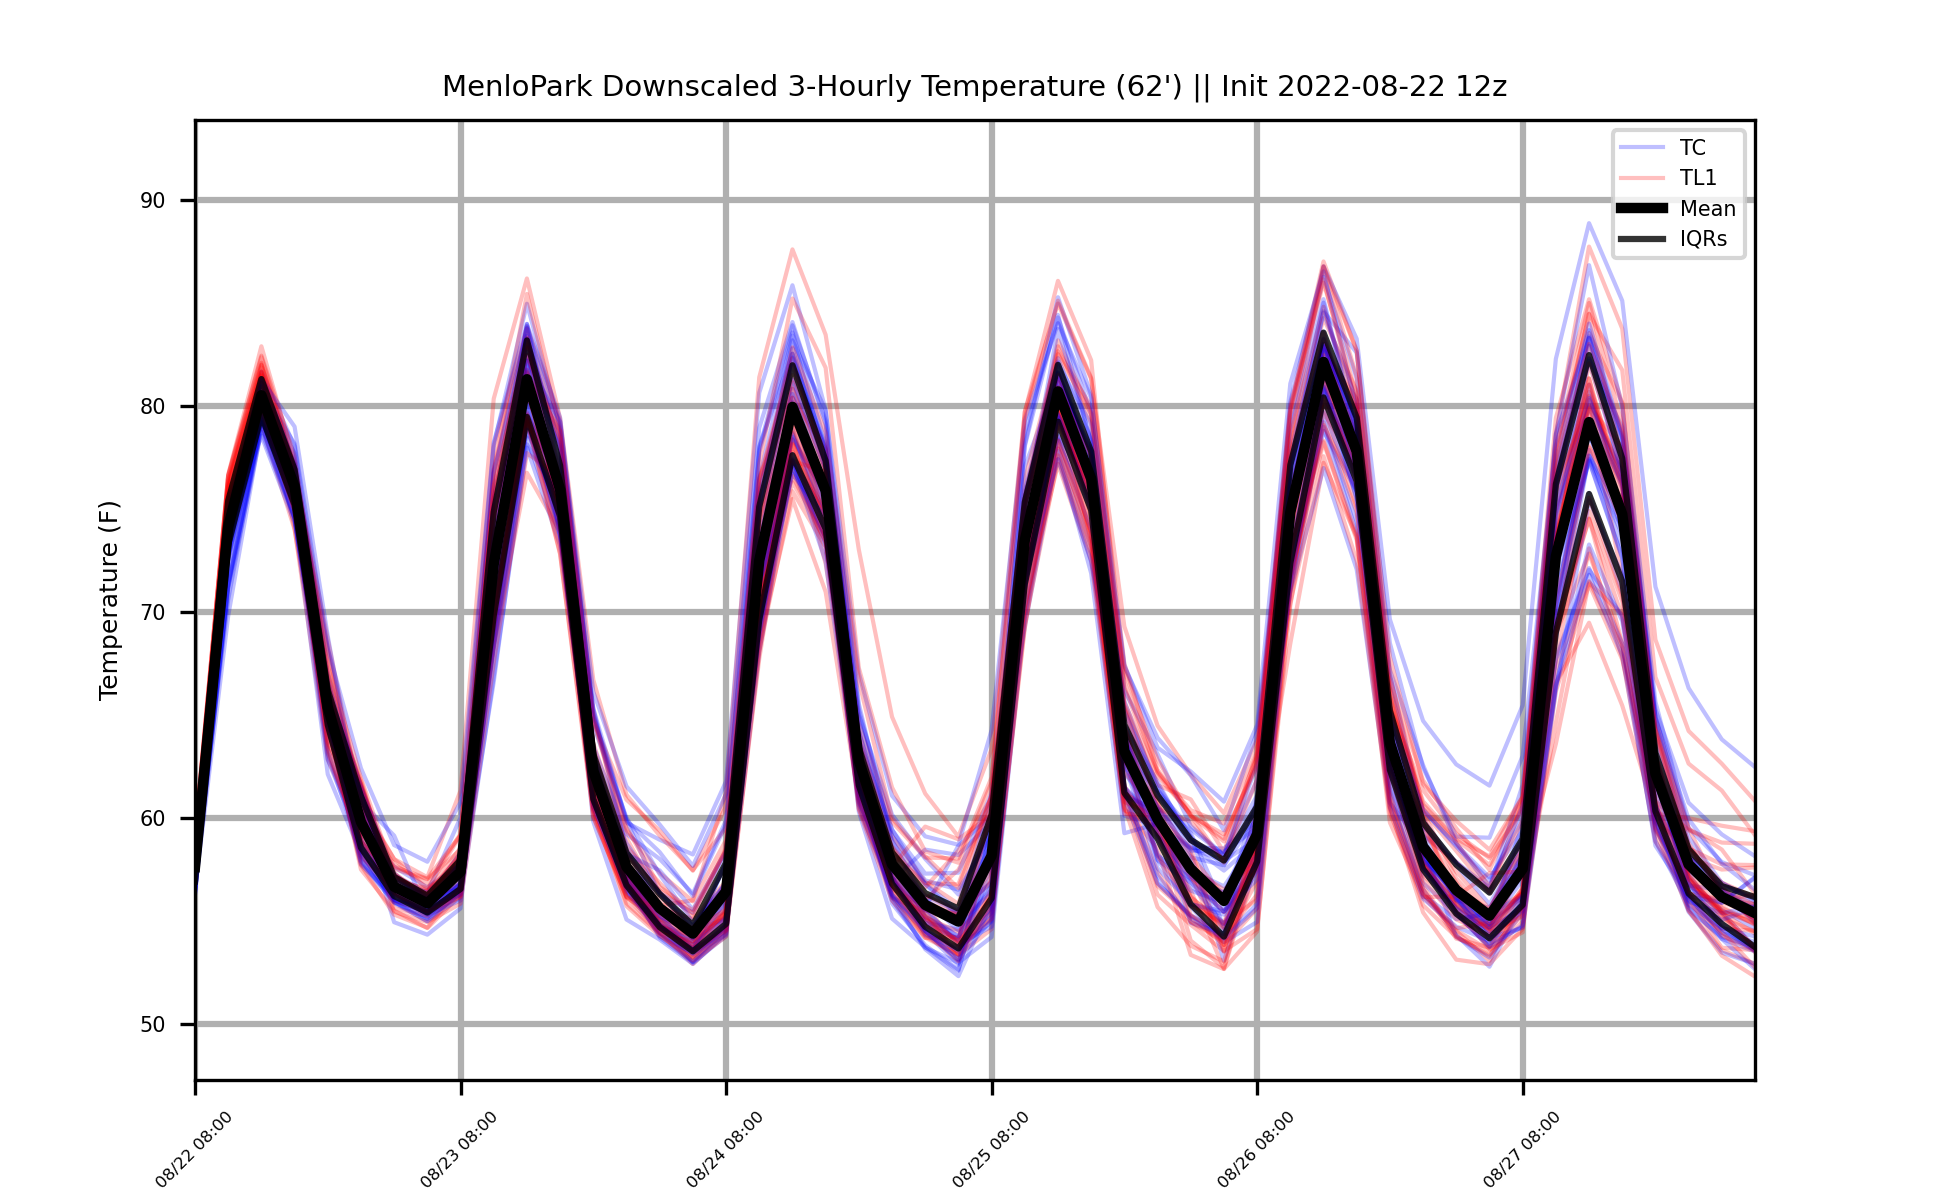 MenloPark Downscaled 3-Hourly Temperature (62') || Init 2022-08-22 12z
TC
TL1
Mean
IQRs
Temperature (F)
90
80
70
60
50
08/22 08:00
08/23 08:00
08/24 08:00
08/25 08:00
08/26 08:00
08/27 08:00